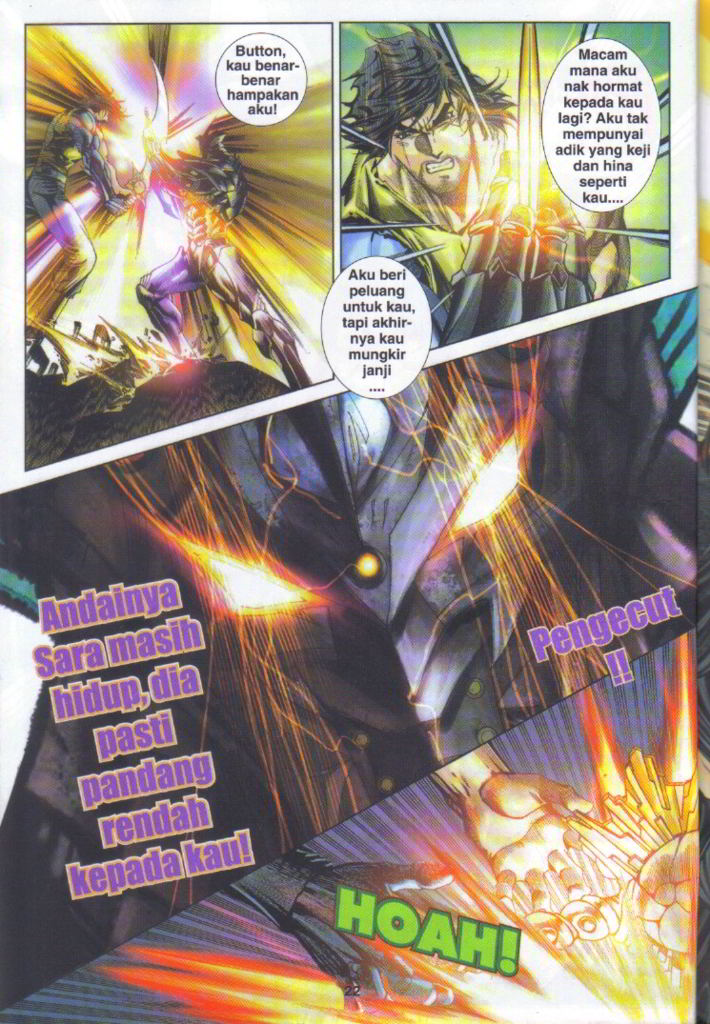 Button,
kau benar-
benar
hampakan
aku!
Macam
mana aku
nak hormat
kepada kau
lagi? Aku tak
mempunyai
adik yang keji
dan hina
seperti
kau....
Aku beri
peluang
untuk kau,
tapi akhir-
nya kau
mungkir
janji
....
Andainya
Sara masih
hidup, dia
pasti
pandang
rendah
kepada kau!
Pengecut
!!
HOAH!
22